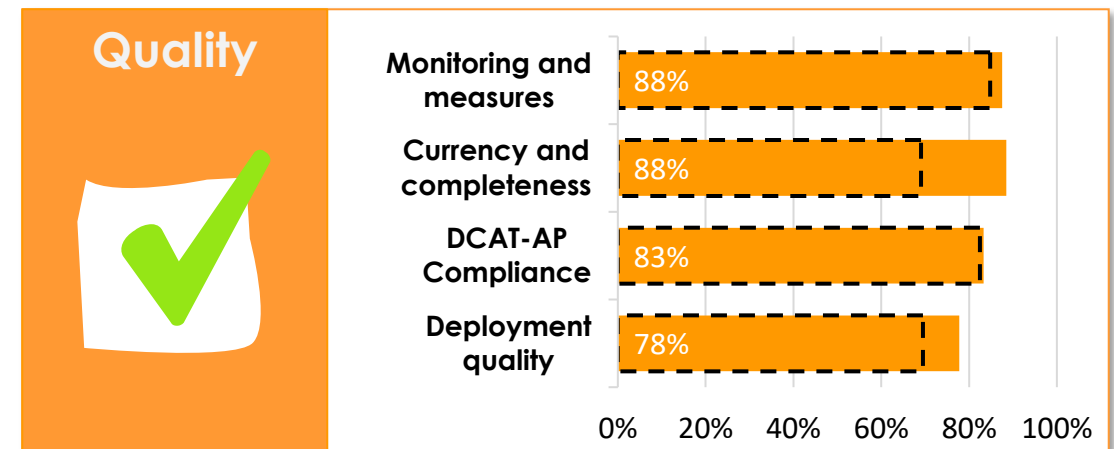 Quality
Monitoring and
measures
88%
Currency and
completeness
88%
DCAT-AP
Compliance
83%
Deployment
quality
78%
0% 20% 40% 60% 80% 100%